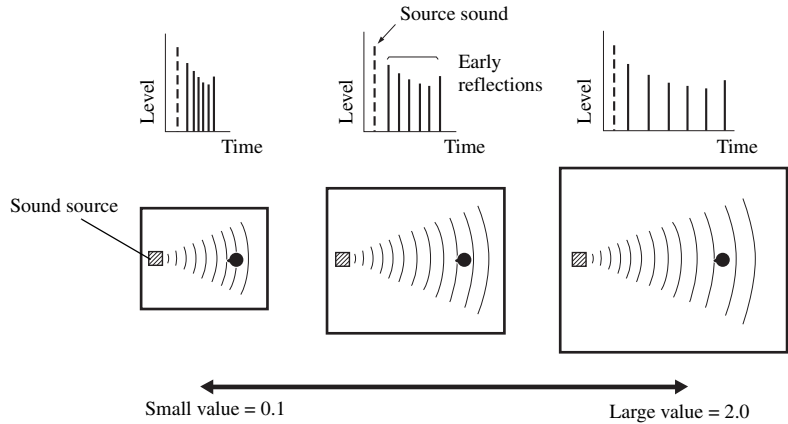 Source sound
Early
reflections
Level
Time
Level
Time
Level
Time
Sound source
Small value = 0.1
Large value = 2.0